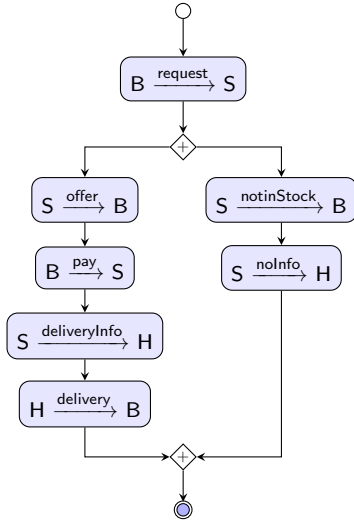 B request S
+
S offer B
S notinStock B
B pay S
S noInfo H
S deliveryInfo H
H delivery B
+